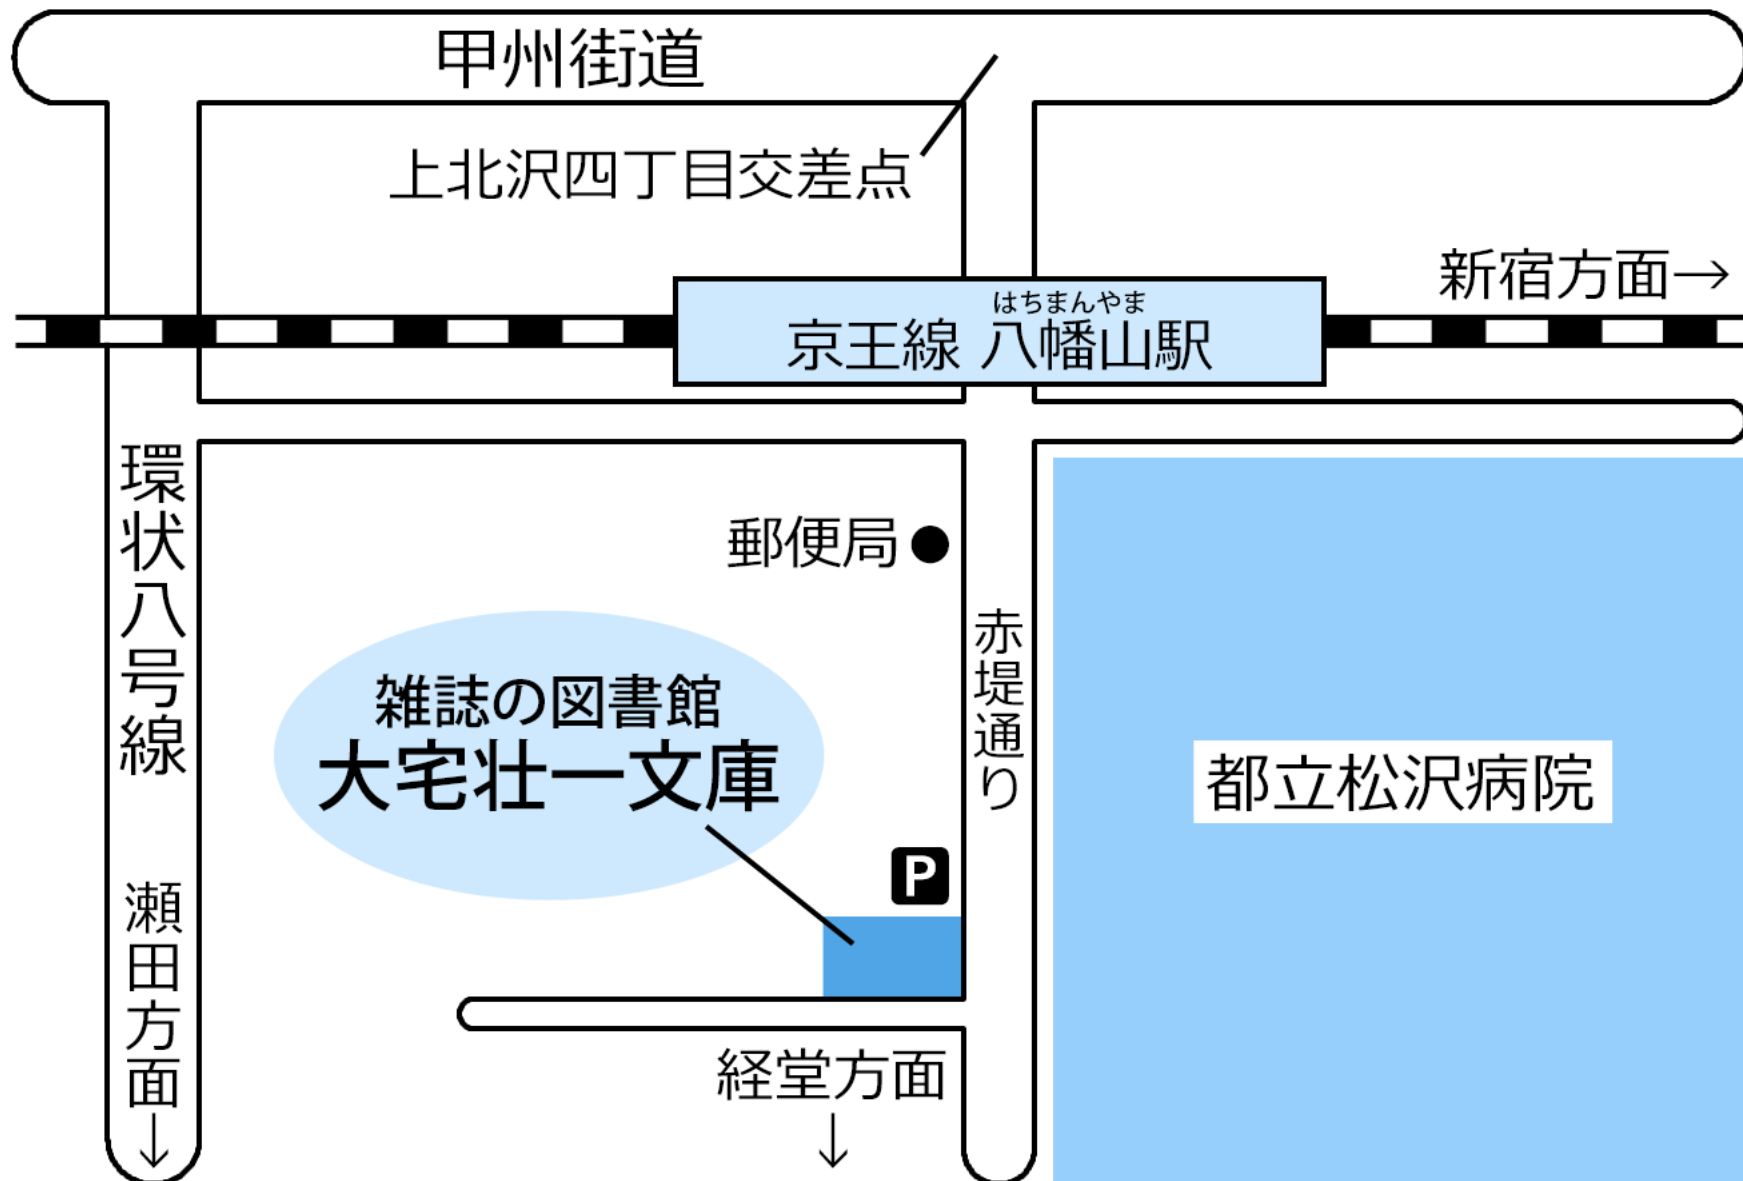 甲州街道
上北沢四丁目交差点
新宿方面→
はちまんやま
京王線 八幡山駅
環状八号線
郵便局
赤堤通り
雑誌の図書館
大宅壮一文庫
都立松沢病院
P
瀬田方面
↓
経堂方面
↓